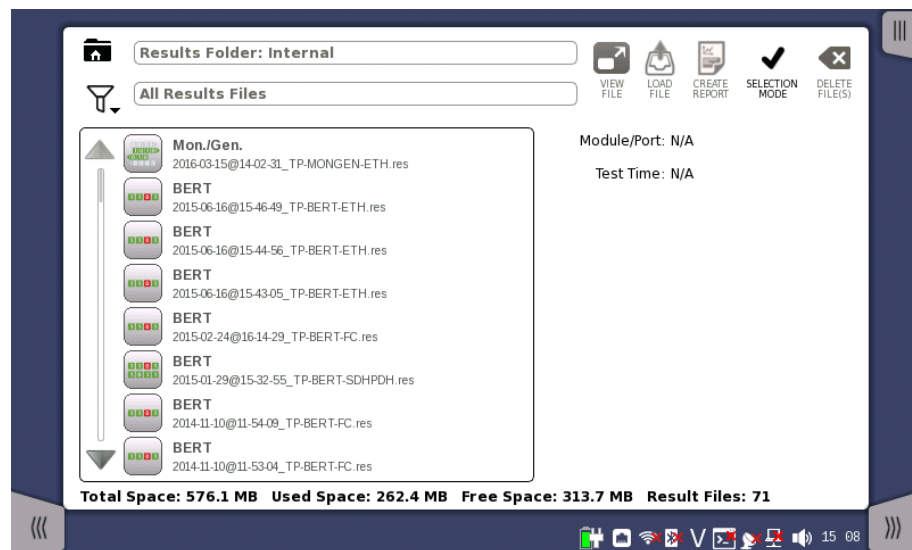 Results Folder: Internal
All Results Files
VIEW FILE
LOAD FILE
CREATE REPORT
SELECTION MODE
DELETE FILE(S)
Mon./Gen.
2016-03-15@14-02-31_TP-MONGEN-ETH.res
BERT
2015-06-16@15-46-49_TP-BERT-ETH.res
BERT
2015-06-16@15-44-56_TP-BERT-ETH.res
BERT
2015-06-16@15-43-05_TP-BERT-ETH.res
BERT
2015-02-24@16-14-29_TP-BERT-FC.res
BERT
2015-01-29@15-32-55_TP-BERT-SDHPDH.res
BERT
2014-11-10@11-54-09_TP-BERT-FC.res
BERT
2014-11-10@11-53-04_TP-BERT-FC.res
Module/Port: N/A
Test Time: N/A
Total Space: 576.1 MB Used Space: 262.4 MB Free Space: 313.7 MB Result Files: 71
V 15 08